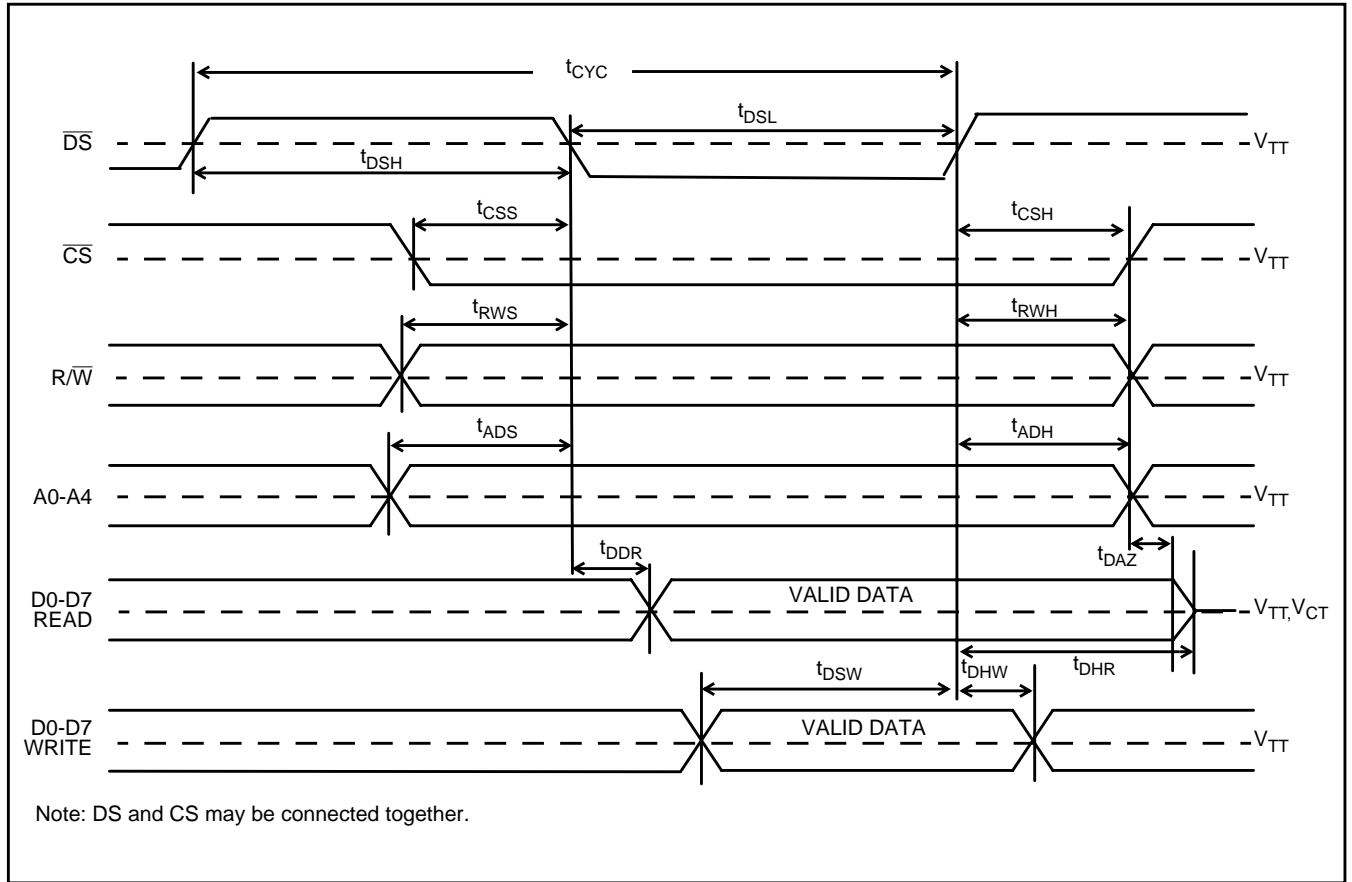 tCYC
tDSL
DS
VTT
tDSH
tCSS
tCSH
CS
VTT
tRWS
tRWH
R/W
VTT
tADS
tADH
A0-A4
VTT
tDDR
tDAZ
D0-D7
READ
VALID DATA
VTT,VCT
tDSW
tDHW
tDHR
D0-D7
WRITE
VALID DATA
VTT
Note: DS and CS may be connected together.